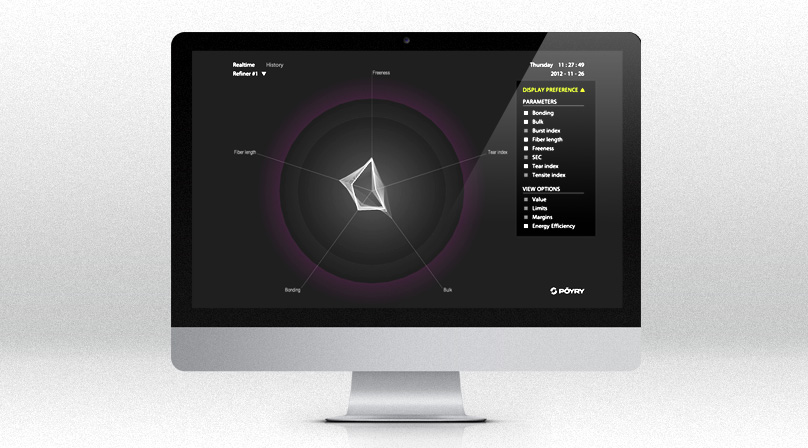 Realtime History
Refiner #1
Thursday 11 : 27 : 49
2012 - 11 - 26
Freeness
Fiber length
Tear index
Bonding
Bulk
DISPLAY PREFERENCE
PARAMETERS
Bonding
Bulk
Burst index
Fiber length
Freeness
SEC
Tear index
Tensite index
VIEW OPTIONS
Value
Limits
Margins
Energy Efficiency
PÖYRY